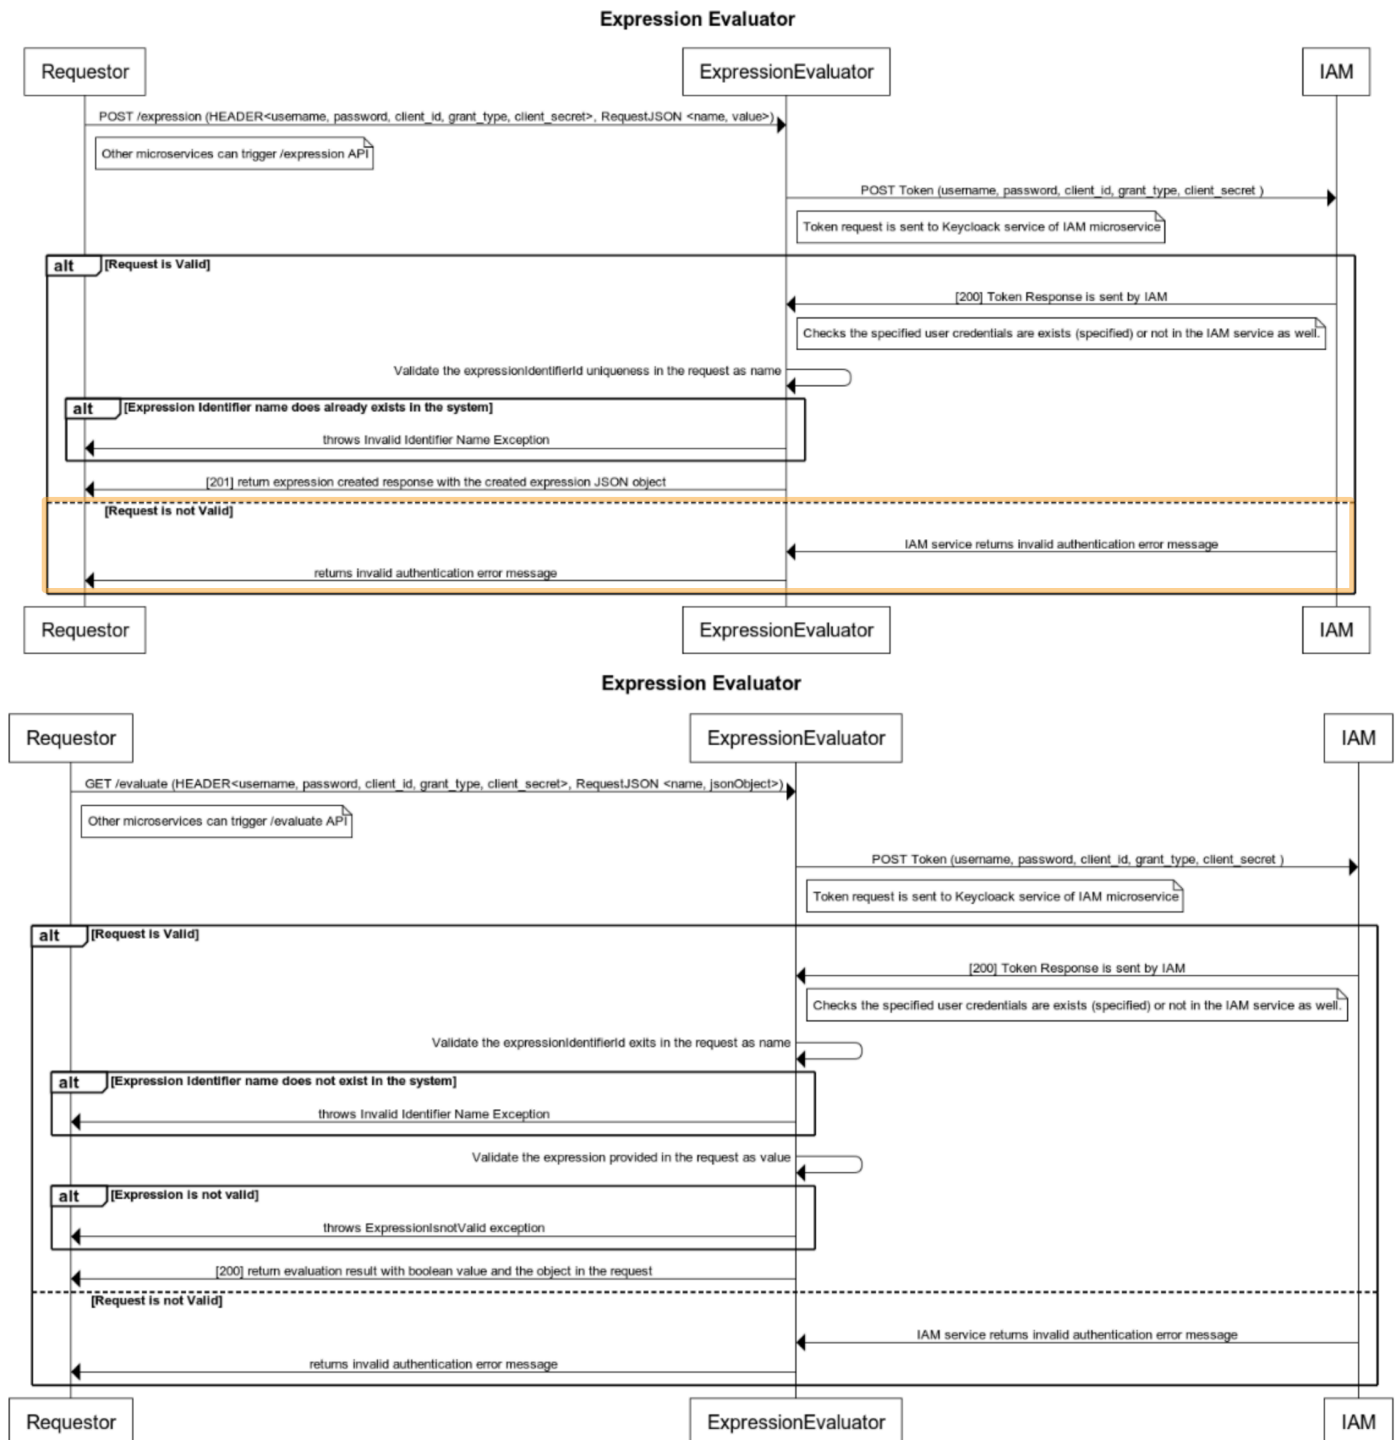 Expression Evaluator
Requestor
ExpressionEvaluator
IAM
POST /expression (HEADER<username, password, client_id, grant_type, client_secret>, RequestJSON <name, value>)
Other microservices can trigger /expression API
POST Token (username, password, client_id, grant_type, client_secret )
Token request is sent to Keycloack service of IAM microservice
alt [Request is Valid]
[200] Token Response is sent by IAM
Checks the specified user credentials are exists (specified) or not in the IAM service as well.
Validate the expressionIdentifierId uniqueness in the request as name
alt [Expression Identifier name does already exists in the system]
throws Invalid Identifier Name Exception
[201] return expression created response with the created expression JSON object
[Request is not Valid]
IAM service returns invalid authentication error message
returns invalid authentication error message
Requestor
ExpressionEvaluator
IAM
Expression Evaluator
Requestor
ExpressionEvaluator
IAM
GET /evaluate (HEADER<username, password, client_id, grant_type, client_secret>, RequestJSON <name, jsonObject>)
Other microservices can trigger /evaluate API
POST Token (username, password, client_id, grant_type, client_secret )
Token request is sent to Keycloack service of IAM microservice
alt [Request is Valid]
[200] Token Response is sent by IAM
Checks the specified user credentials are exists (specified) or not in the IAM service as well.
Validate the expressionIdentifierId exits in the request as name
alt [Expression Identifier name does not exist in the system]
throws Invalid Identifier Name Exception
Validate the expression provided in the request as value
alt [Expression is not valid]
throws ExpressionIsnotValid exception
[200] return evaluation result with boolean value and the object in the request
[Request is not Valid]
IAM service returns invalid authentication error message
returns invalid authentication error message
Requestor
ExpressionEvaluator
IAM